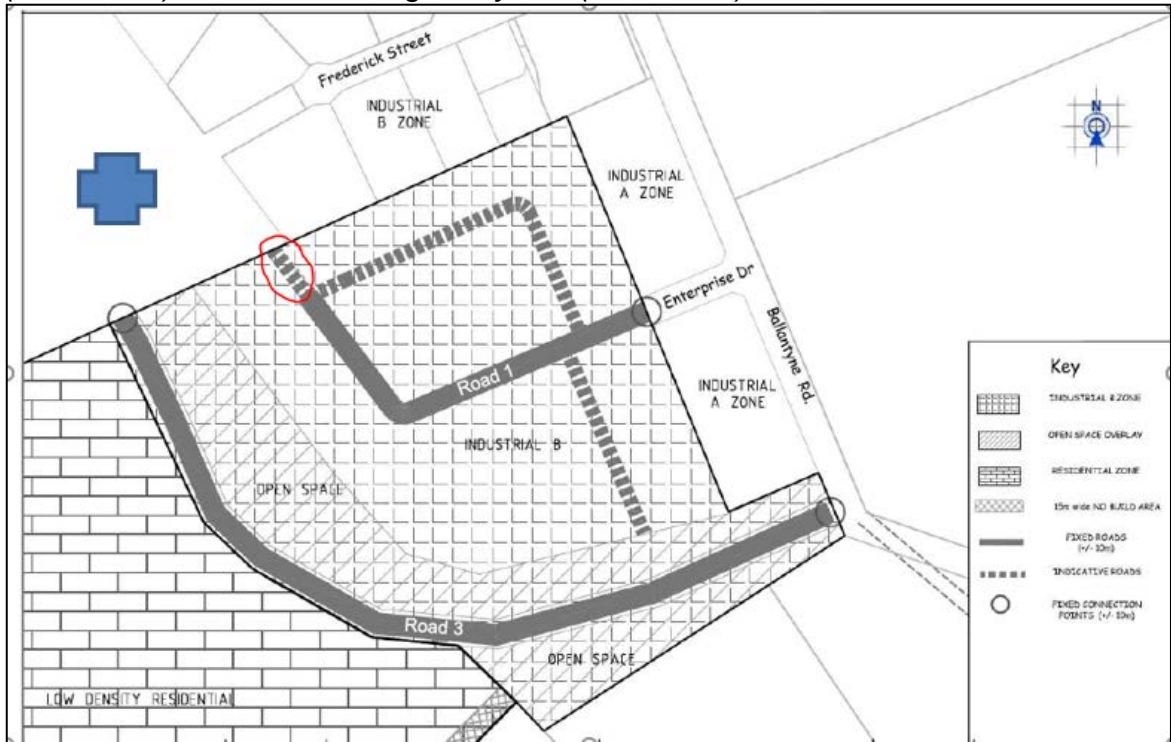 Frederick Street
INDUSTRIAL
B ZONE
N
INDUSTRIAL
A ZONE
Enterprise Dr
Ballantyne Rd.
Road 1
INDUSTRIAL
A ZONE
INDUSTRIAL B
OPEN SPACE
Road 3
OPEN SPACE
LOW DENSITY RESIDENTIAL
Key
INDUSTRIAL B ZONE
OPEN SPACE OVERLAY
RESIDENTIAL ZONE
15m wide NO BUILD AREA
FIXED ROADS
(+/- 10m)
INDICATIVE ROADS
FIXED CONNECTION
POINTS (+/- 10m)